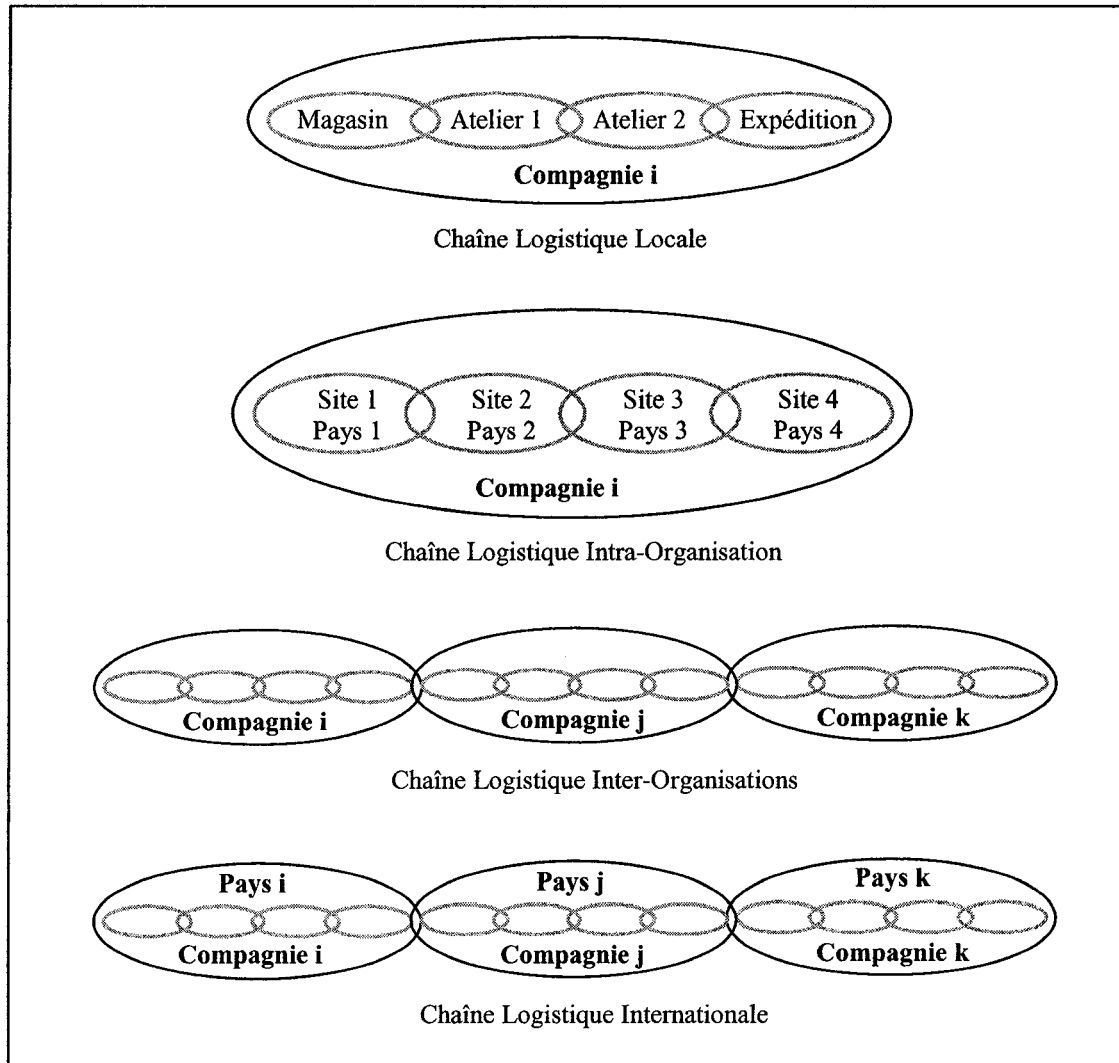 Magasin Atelier 1 Atelier 2 Expédition
Compagnie i
Chaîne Logistique Locale
Site 1 Site 2 Site 3 Site 4
Pays 1 Pays 2 Pays 3 Pays 4
Compagnie i
Chaîne Logistique Intra-Organisation
Compagnie i Compagnie j Compagnie k
Chaîne Logistique Inter-Organisations
Pays i Pays j Pays k
Compagnie i Compagnie j Compagnie k
Chaîne Logistique Internationale